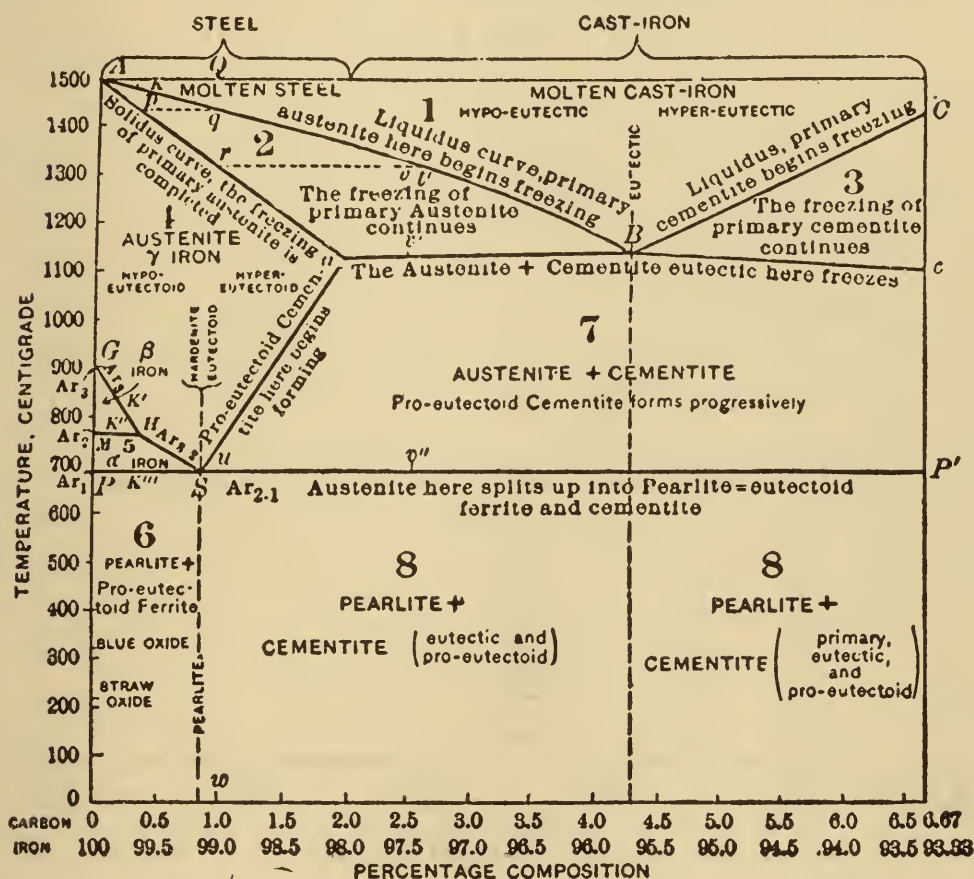 STEEL
CAST-IRON
A
Q
C
1500
1400
1300
1200
1100
1000
900
800
700
600
500
400
300
200
100
0
TEMPERATURE, CENTIGRADE
MOLTEN STEEL
1
MOLTEN CAST-IRON
HYPO-EUTECTIC
HYPER-EUTECTIC
EUTECTIC
K
p
q
2
r
Liquidus curve, primary
austenite here begins freezing
Liquidus, primary
cementite begins freezing
Solidus curve, the freezing
of primary austenite is
completed
v t'
The freezing of
primary Austenite
continues
3
The freezing of
primary cementite
continues
B
c
4
AUSTENITE
γ IRON
HYPO-
EUTECTOID
HYPER-
EUTECTOID
HARDENITE
EUTECTOID
The Austenite + Cementite eutectic here freezes
Pro-eutectoid Cemen-
tite here begins
forming
7
AUSTENITE + CEMENTITE
Pro-eutectoid Cementite forms progressively
G
β
IRON
Ar₃
K'
Ar₃
Ar₂
K''
H
M
5
α
IRON
Ar₁
P
K'''
S
u
Ar₂₋₁
v''
P'
Austenite here splits up into Pearlite = eutectoid
ferrite and cementite
6
PEARLITE +
Pro-eutec-
toid Ferrite
BLUE OXIDE
STRAW
OXIDE
PEARLITE
w
8
PEARLITE +
CEMENTITE (eutectic and
pro-eutectoid)
8
PEARLITE +
CEMENTITE (primary,
eutectic,
and
pro-eutectoid)
CARBON 0 0.5 1.0 1.5 2.0 2.5 3.0 3.5 4.0 4.5 5.0 5.5 6.0 6.5 6.67
IRON 100 99.5 99.0 98.5 98.0 97.5 97.0 96.5 96.0 95.5 95.0 94.5 94.0 93.5 93.33
PERCENTAGE COMPOSITION